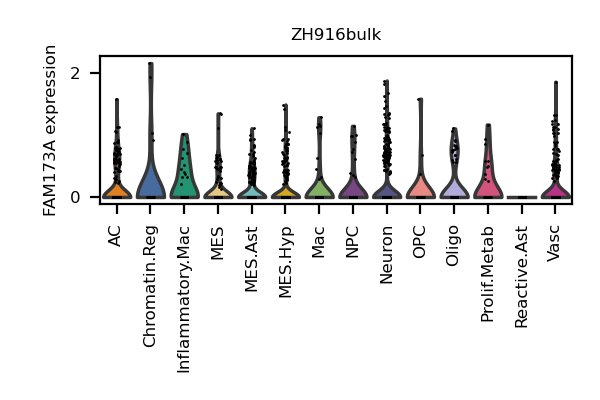 ZH916bulk
FAM173A expression
2
0
AC
Chromatin.Reg
Inflammatory.Mac
MES
MES.Ast
MES.Hyp
Mac
NPC
Neuron
OPC
Oligo
Prolif.Metab
Reactive.Ast
Vasc